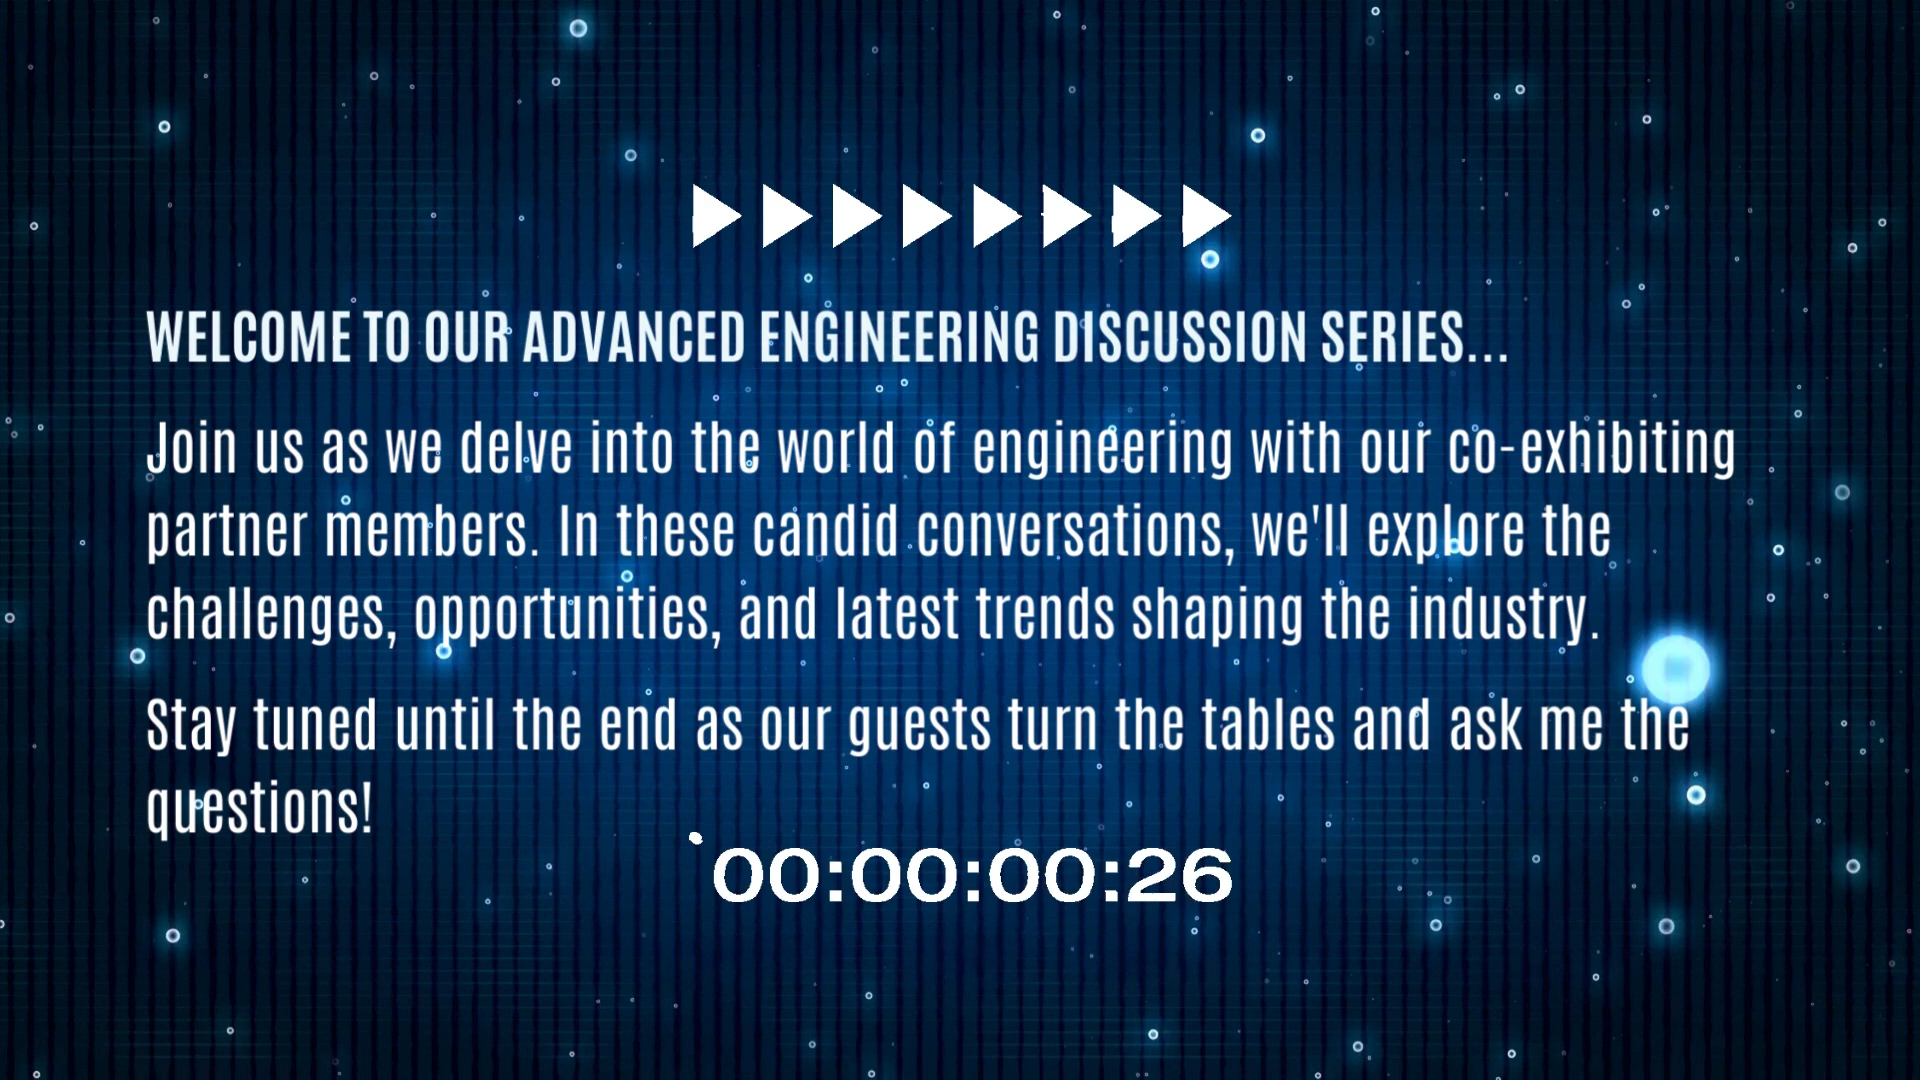 WELCOME TO OUR ADVANCED ENGINEERING DISCUSSION SERIES...
Join us as we delve into the world of engineering with our co-exhibiting
partner members. In these candid conversations, we'll explore the
challenges, opportunities, and latest trends shaping the industry.
Stay tuned until the end as our guests turn the tables and ask me the
questions!
00:00:00:26